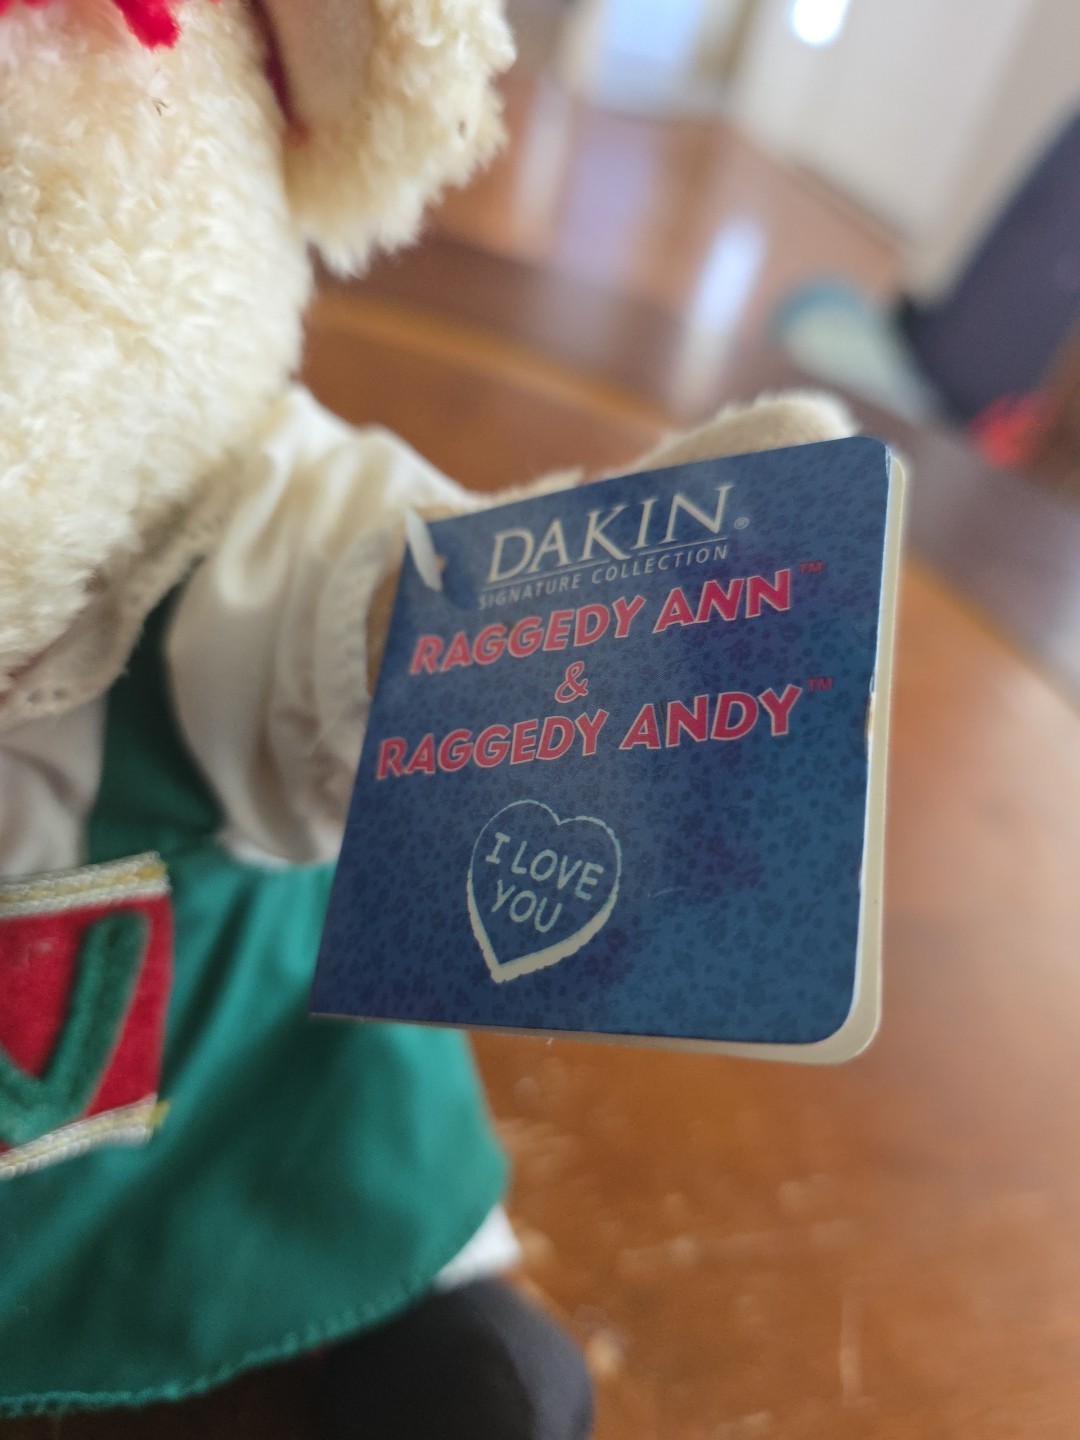 DAKIN®
SIGNATURE COLLECTION
RAGGEDY ANN™
&
RAGGEDY ANDY™
I LOVE
YOU